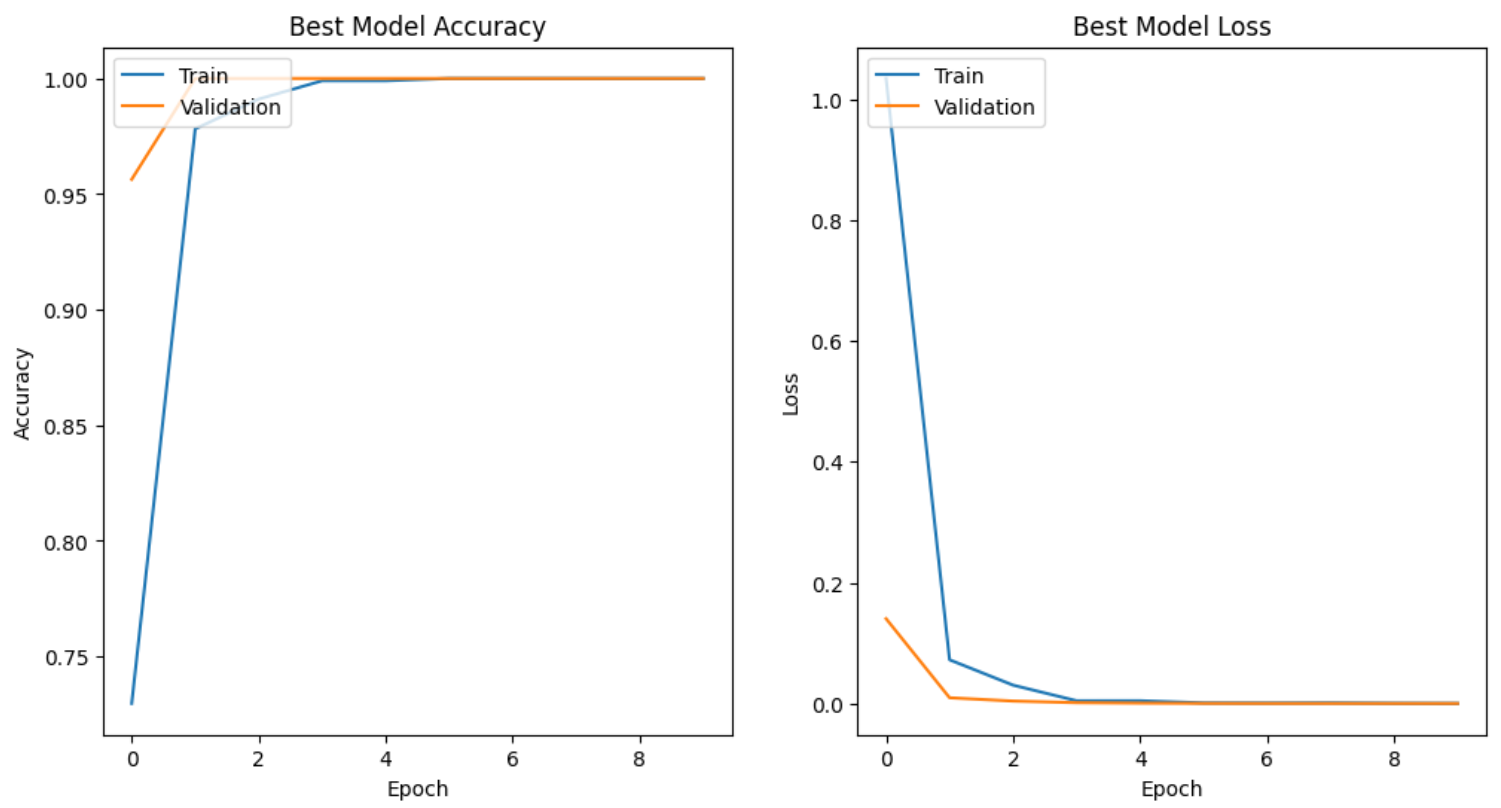 Best Model Accuracy
Train
Validation
1.00
0.95
0.90
0.85
0.80
0.75
Accuracy
0
2
4
6
8
Epoch
Best Model Loss
Train
Validation
1.0
0.8
0.6
0.4
0.2
0.0
Loss
0
2
4
6
8
Epoch